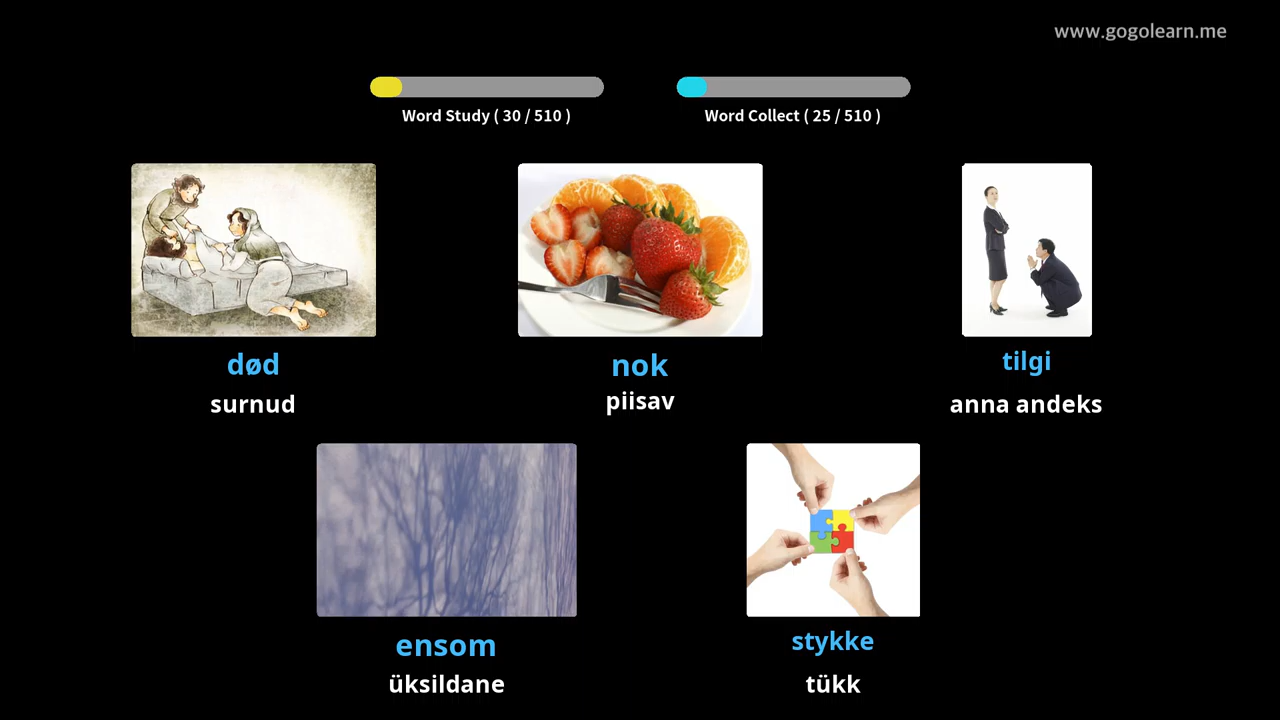 www.gogolearn.me
Word Study ( 30 / 510 )
Word Collect ( 25 / 510 )
død
nok
tilgi
surnud
piisav
anna andeks
ensom
stykke
üksildane
tükk